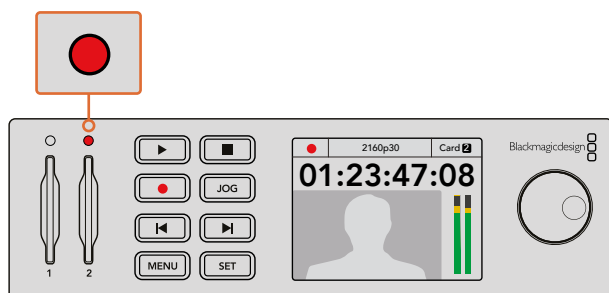 2160p30 Card 2
01:23:47:08
Blackmagicdesign
JOG
MENU SET
1 2